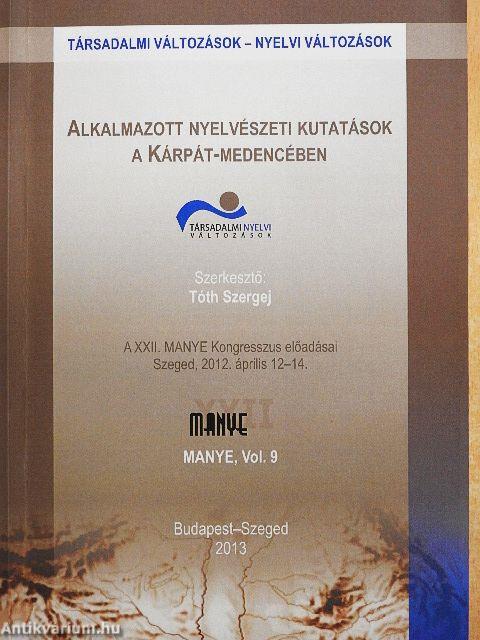 TÁRSADALMI VÁLTOZÁSOK – NYELVI VÁLTOZÁSOK
ALKALMAZOTT NYELVÉSZETI KUTATÁSOK
A KÁRPÁT-MEDENCÉBEN
TÁRSADALMI NYELVI
VÁLTOZÁSOK
Szerkesztő:
Tóth Szergej
A XXII. MANYE Kongresszus előadásai
Szeged, 2012. április 12–14.
XXII
MANYE
MANYE, Vol. 9
Budapest–Szeged
2013
Antikvarium.hu